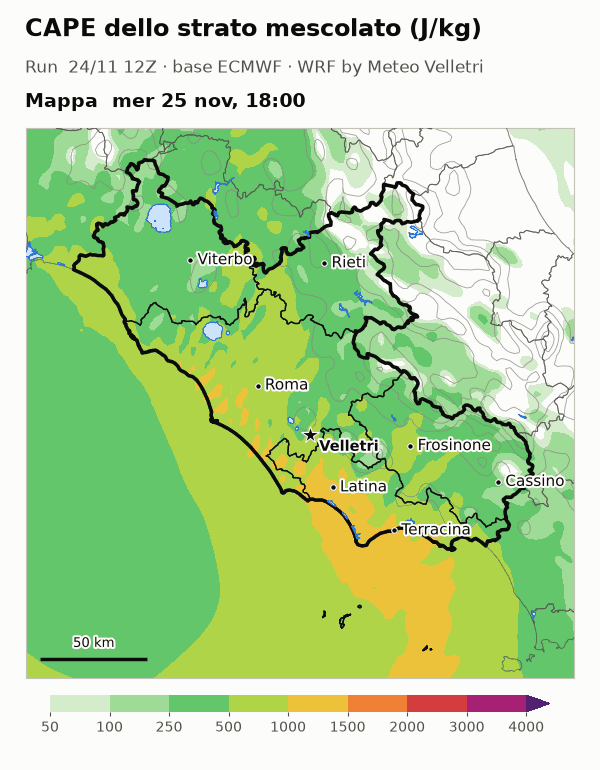 CAPE dello strato mescolato (J/kg)
Run  24/11 12Z · base ECMWF · WRF by Meteo Velletri
Mappa  mer 25 nov, 18:00
Viterbo
Rieti
Roma
Velletri
Frosinone
Cassino
Latina
Terracina
50 km
50 100 250 500 1000 1500 2000 3000 4000